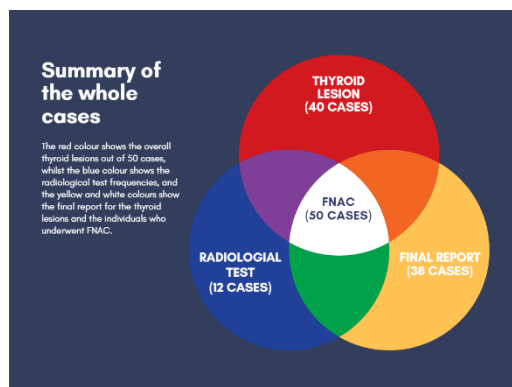 Summary of
the whole
cases
The red colour shows the overall
thyroid lesions out of 50 cases,
whilst the blue colour shows the
radiological test frequencies, and
the yellow and white colours show
the final report for the thyroid
lesions and the individuals who
underwent FNAC.
THYROID
LESION
(40 CASES)
FNAC
(50 CASES)
RADIOLOGIAL
TEST
(12 CASES)
FINAL REPORT
(38 CASES)